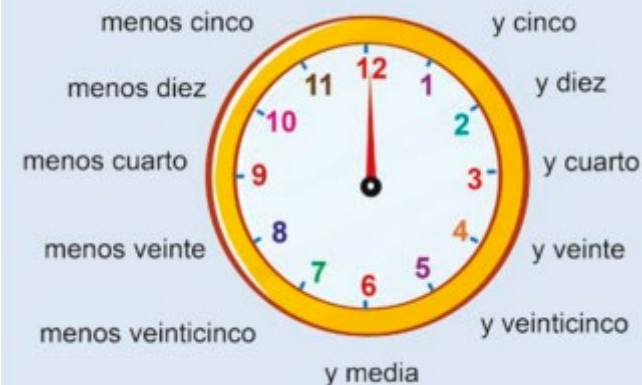 menos cinco
y cinco
menos diez
y diez
menos cuarto
y cuarto
menos veinte
y veinte
menos veinticinco
y veinticinco
y media
12
11
1
10
2
9
3
8
4
7
5
6